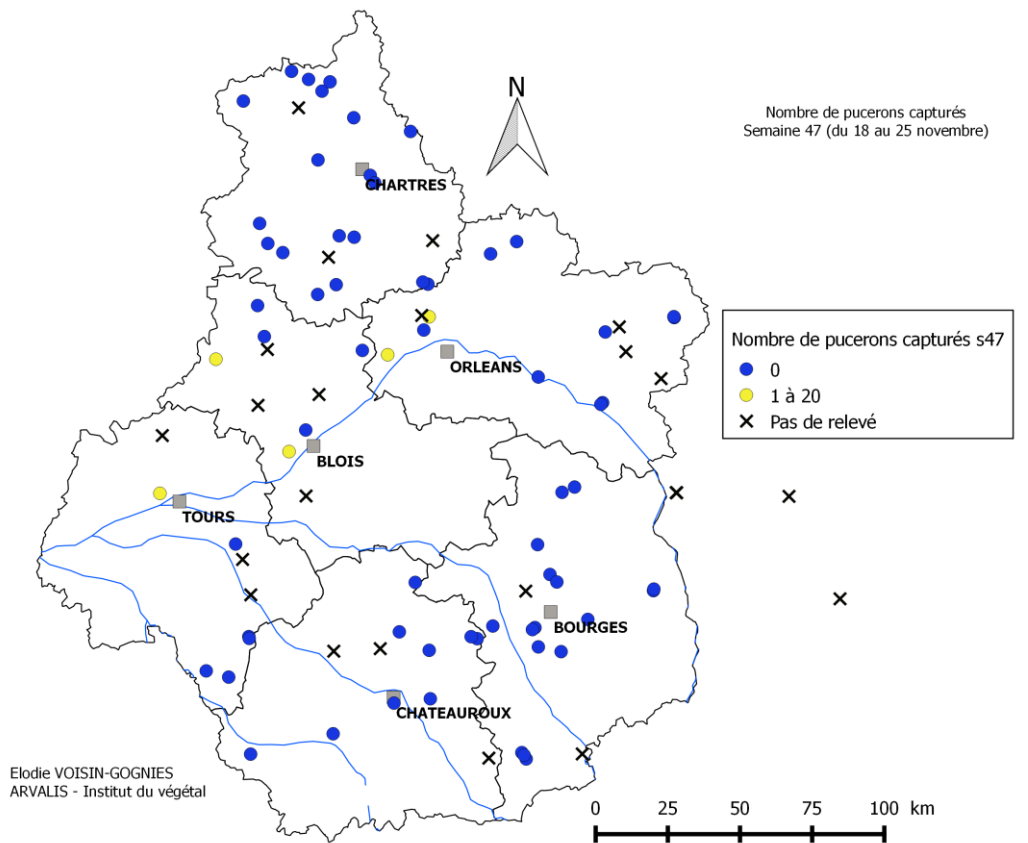 N
Nombre de pucerons capturés
Semaine 47 (du 18 au 25 novembre)
CHARTRES
Nombre de pucerons capturés s47
0
1 à 20
Pas de relevé
ORLEANS
BLOIS
TOURS
BOURGES
CHATEAUROUX
Elodie VOISIN-GOGNIES
ARVALIS - Institut du végétal
0 25 50 75 100 km